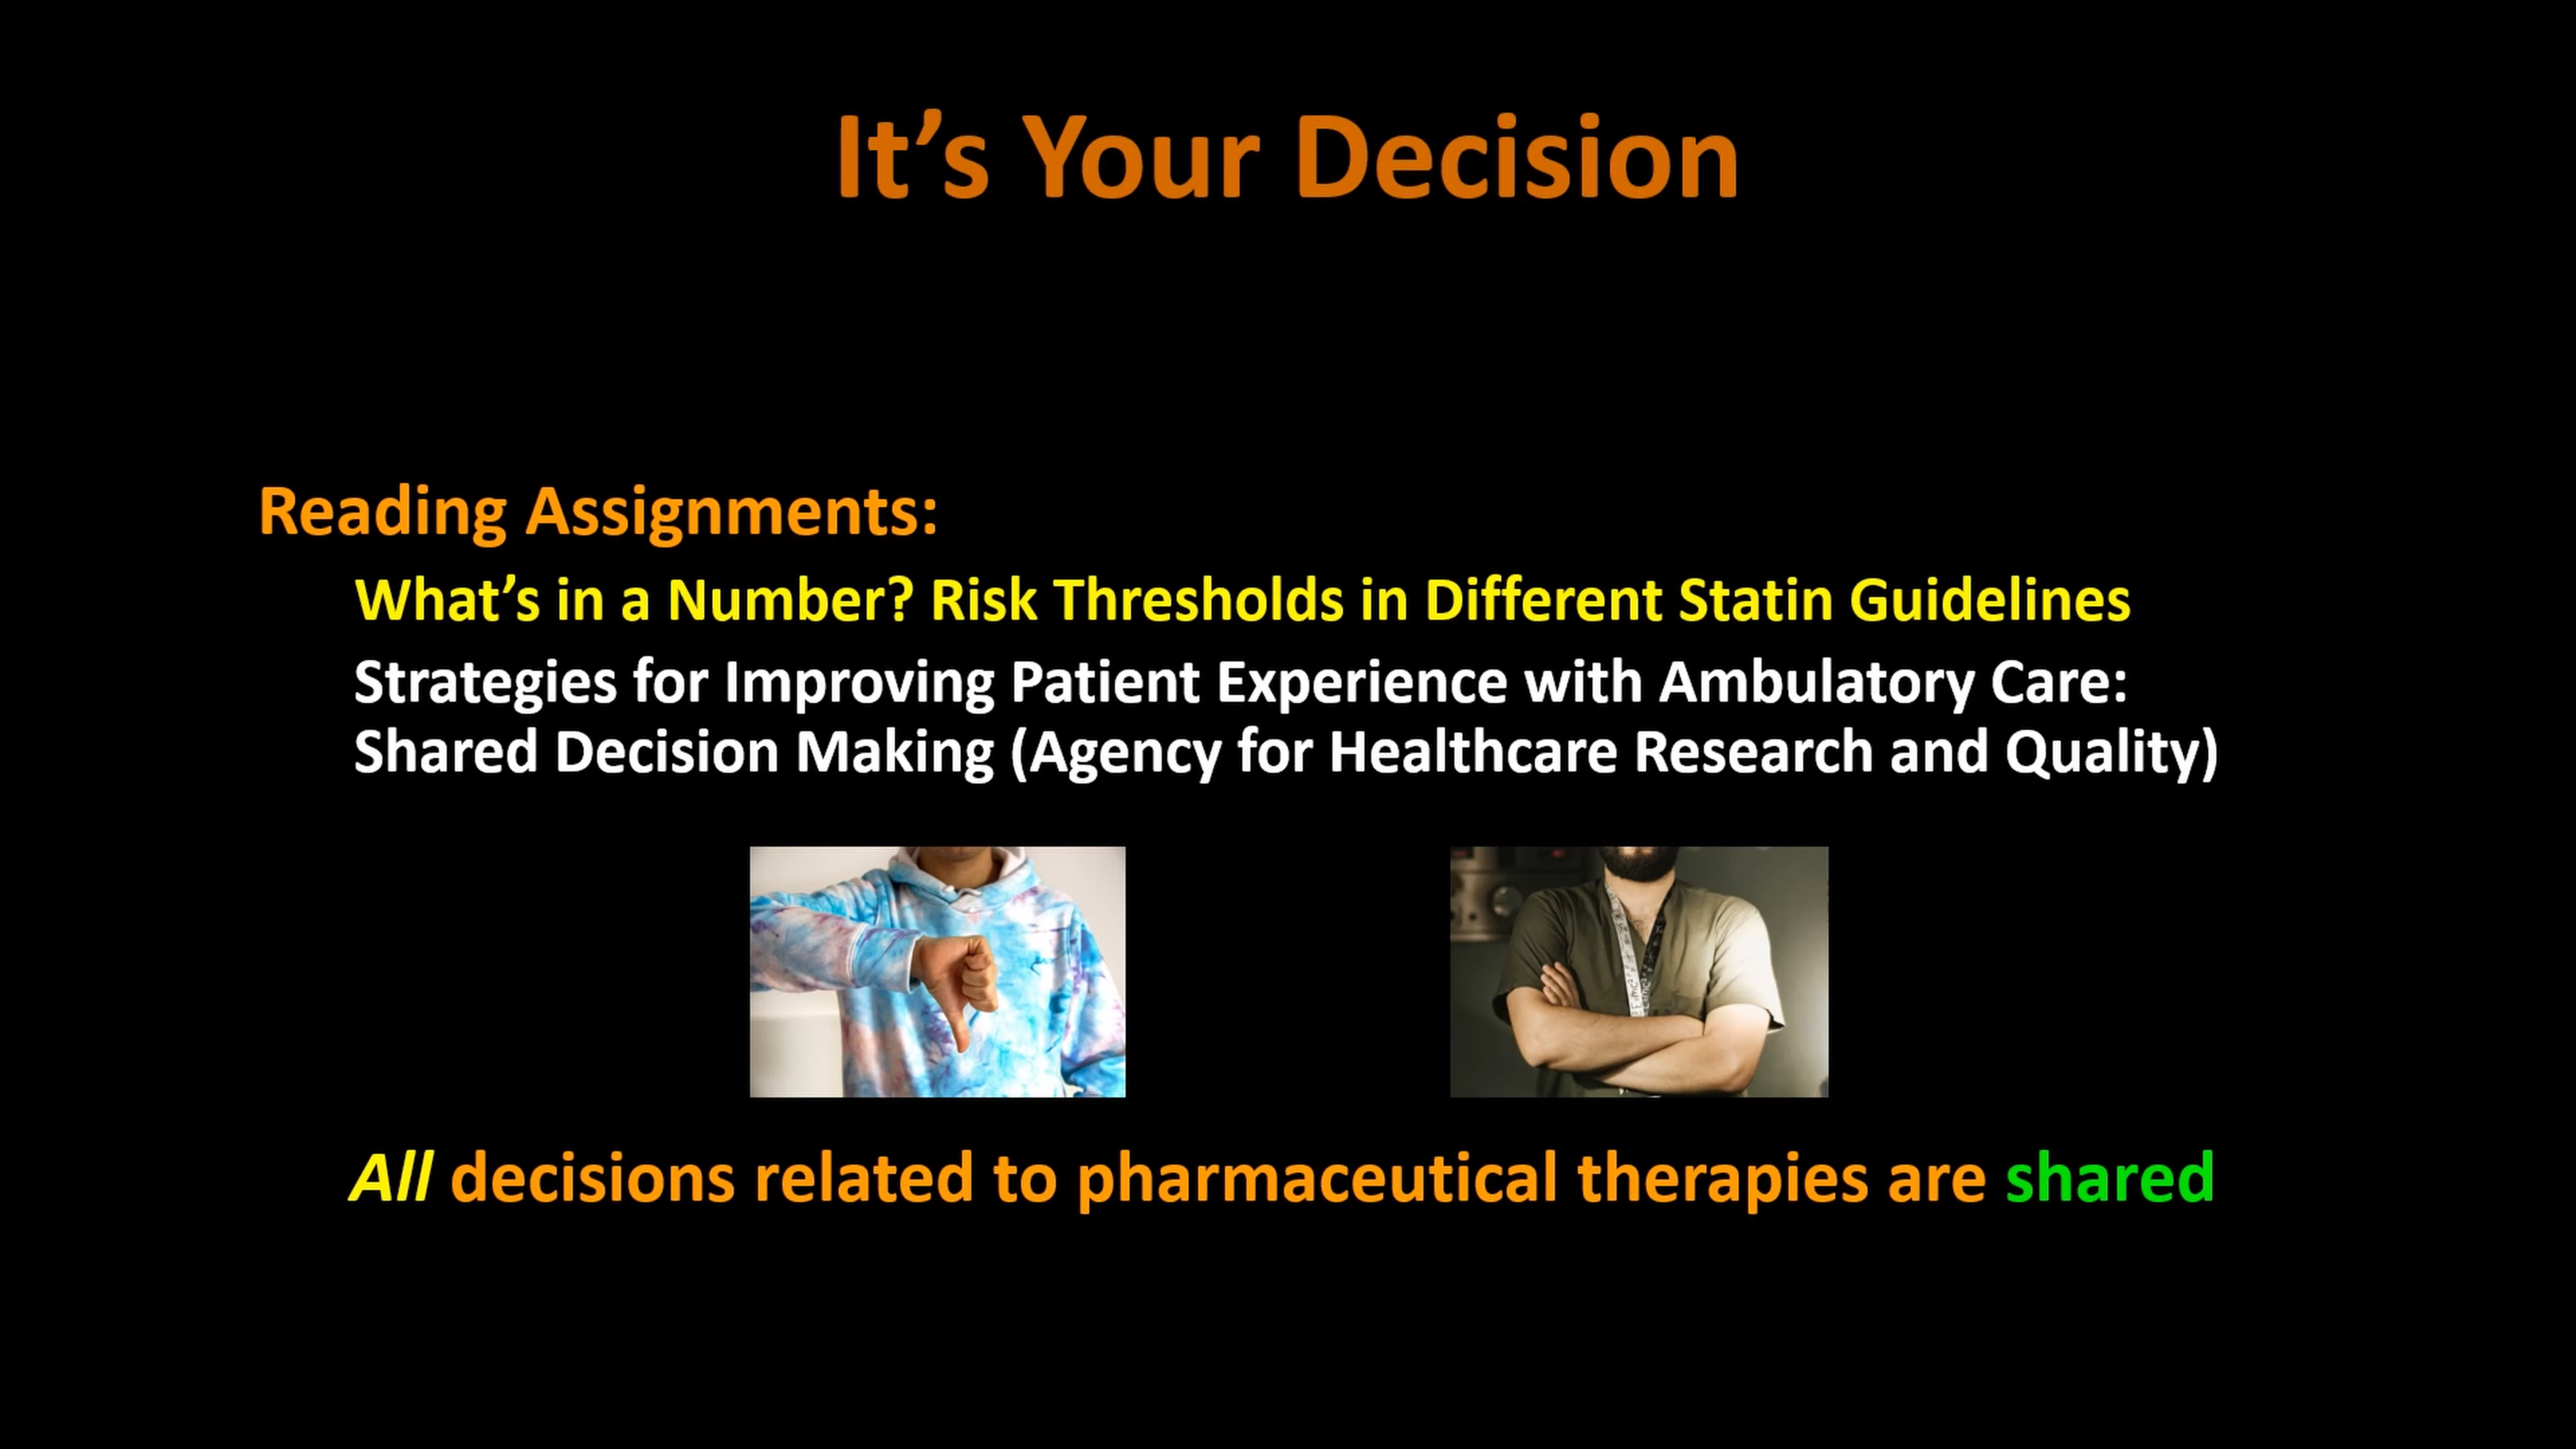 It’s Your Decision
Reading Assignments:
What’s in a Number? Risk Thresholds in Different Statin Guidelines
Strategies for Improving Patient Experience with Ambulatory Care:
Shared Decision Making (Agency for Healthcare Research and Quality)
All decisions related to pharmaceutical therapies are shared